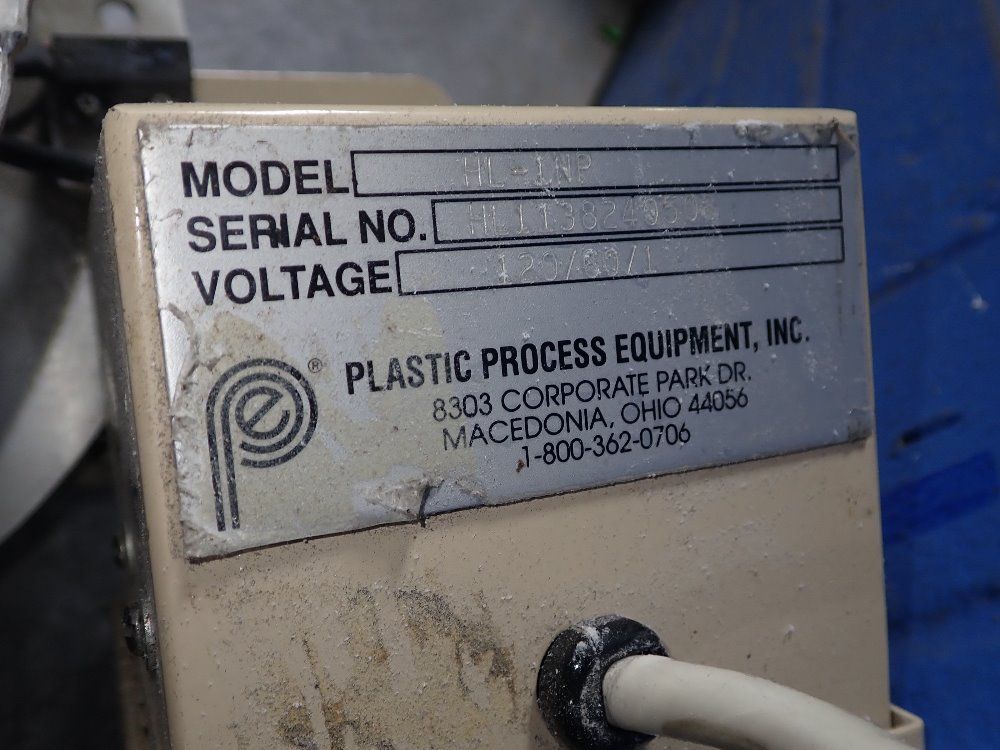 MODEL HL-1NP
SERIAL NO.
VOLTAGE 120/60/1
PLASTIC PROCESS EQUIPMENT, INC.
8303 CORPORATE PARK DR.
MACEDONIA, OHIO 44056
1-800-362-0706
ppe ®